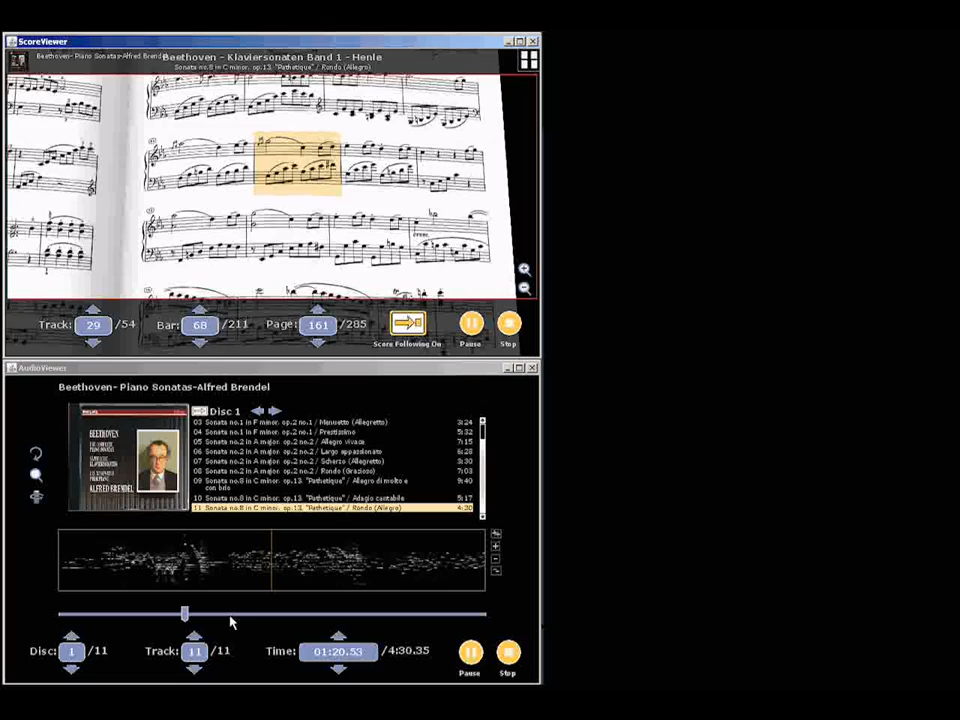 ScoreViewer
Beethoven- Piano Sonatas-Alfred Brendel
Beethoven - Klaviersonaten Band 1 - Henle
Sonata no.8 in C minor. op.13. "Pathetique" / Rondo (Allegro)
Track: 29 /54 Bar: 68 /211 Page: 161 /285
Score Following On Pause Stop
AudioViewer
Beethoven- Piano Sonatas-Alfred Brendel
Disc 1
BEETHOVEN
ALFRED BRENDEL
03 Sonata no.1 in F minor. op.2 no.1 / Menuetto (Allegretto) 3:24
04 Sonata no.1 in F minor. op.2 no.1 / Prestissimo 5:32
05 Sonata no.2 in A major. op.2 no.2 / Allegro vivace 7:15
06 Sonata no.2 in A major. op.2 no.2 / Largo appassionato 6:28
07 Sonata no.2 in A major. op.2 no.2 / Scherzo (Allegretto) 3:30
08 Sonata no.2 in A major. op.2 no.2 / Rondo (Grazioso) 7:03
09 Sonata no.8 in C minor. op.13. "Pathetique" / Allegro di molto e con brio 9:40
10 Sonata no.8 in C minor. op.13. "Pathetique" / Adagio cantabile 5:17
11 Sonata no.8 in C minor. op.13. "Pathetique" / Rondo (Allegro) 4:30
Disc: 1 /11 Track: 11 /11 Time: 01:20.53 /4:30.35
Pause Stop